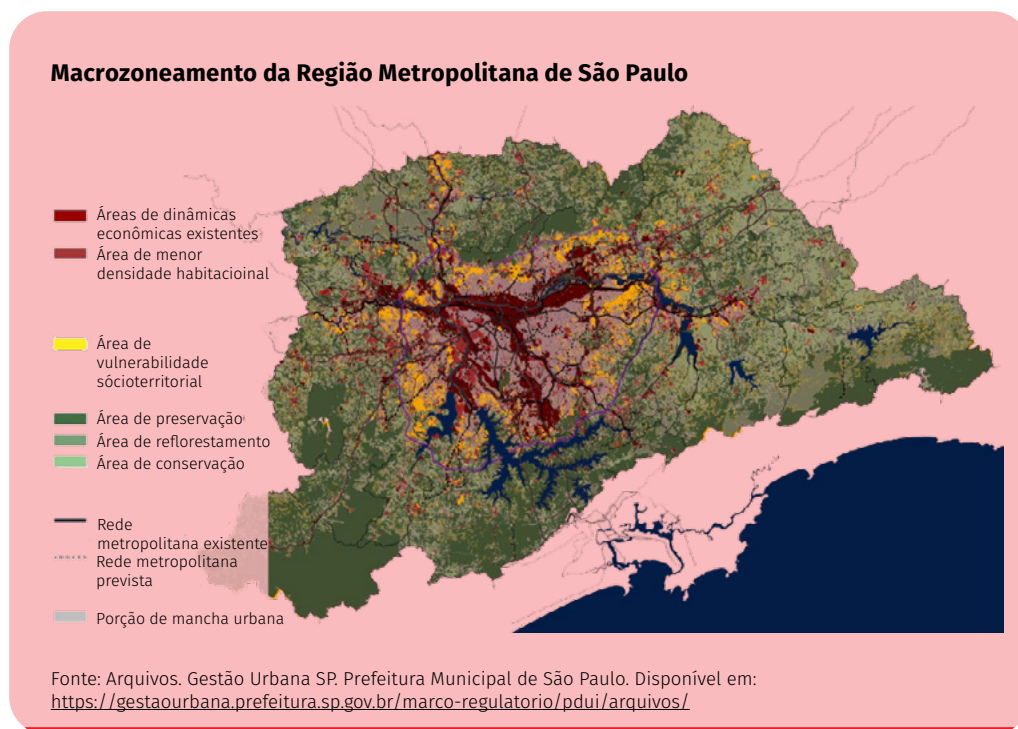 Macrozoneamento da Região Metropolitana de São Paulo
Áreas de dinâmicas
econômicas existentes
Área de menor
densidade habitacioinal
Área de
vulnerabilidade
sócioterritorial
Área de preservação
Área de reflorestamento
Área de conservação
Rede
metropolitana existente
Rede metropolitana
prevista
Porção de mancha urbana
Fonte: Arquivos. Gestão Urbana SP. Prefeitura Municipal de São Paulo. Disponível em:
https://gestaourbana.prefeitura.sp.gov.br/marco-regulatorio/pdui/arquivos/